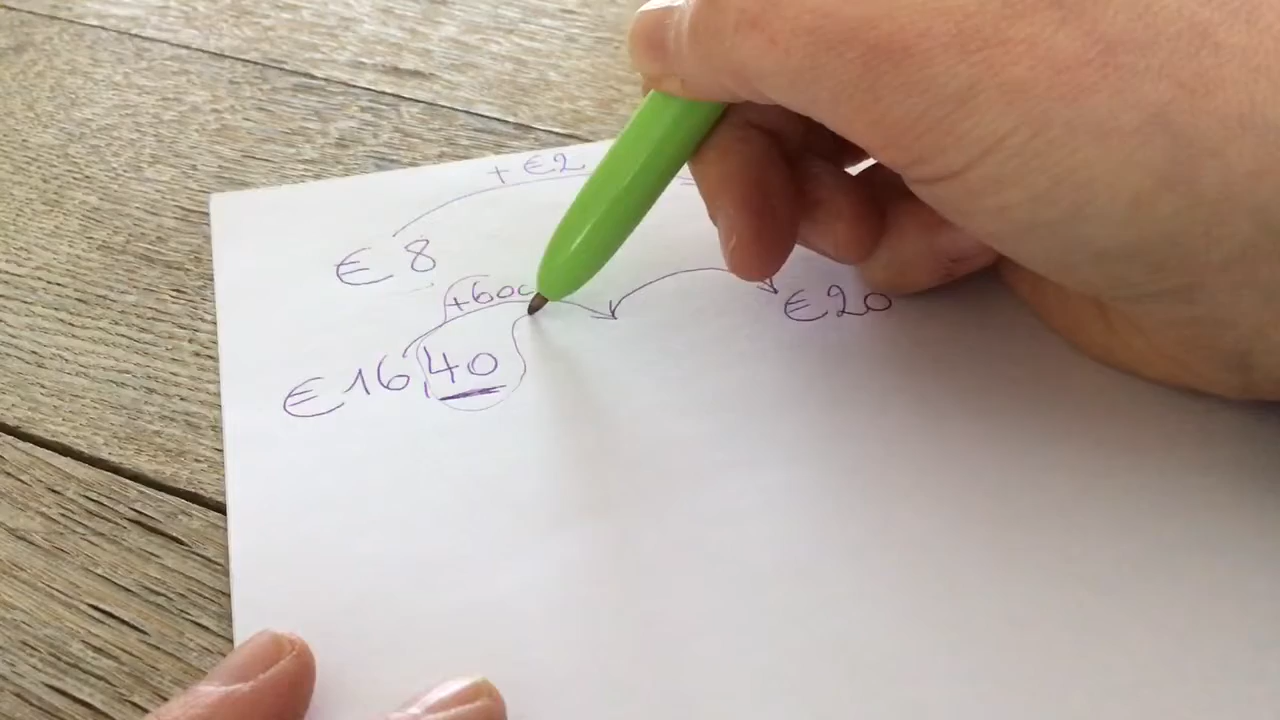 + €2
€ 8
+60c
€20
€16,40